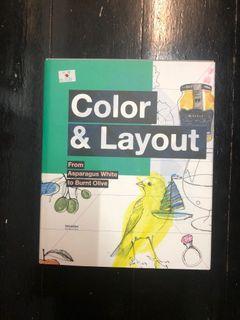 Color
& Layout
From
Asparagus White
to Burnt Olive